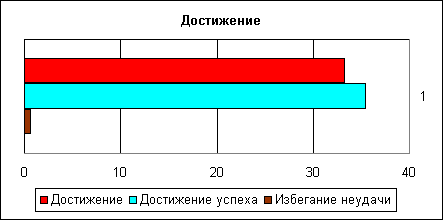 Достижение
1
0 10 20 30 40
Достижение Достижение успеха Избегание неудачи